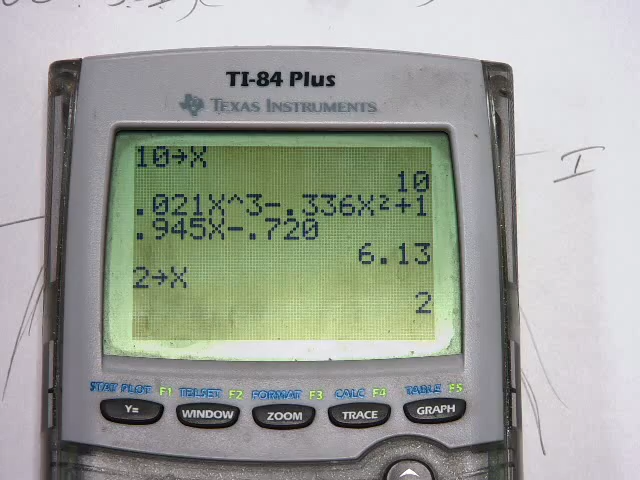 TI-84 Plus
TEXAS INSTRUMENTS
10→X
10
.021X^3-.336X²+1
.945X-.720
6.13
2→X
2
I
STAT PLOT F1 TBLSET F2 FORMAT F3 CALC F4 TABLE F5
Y= WINDOW ZOOM TRACE GRAPH